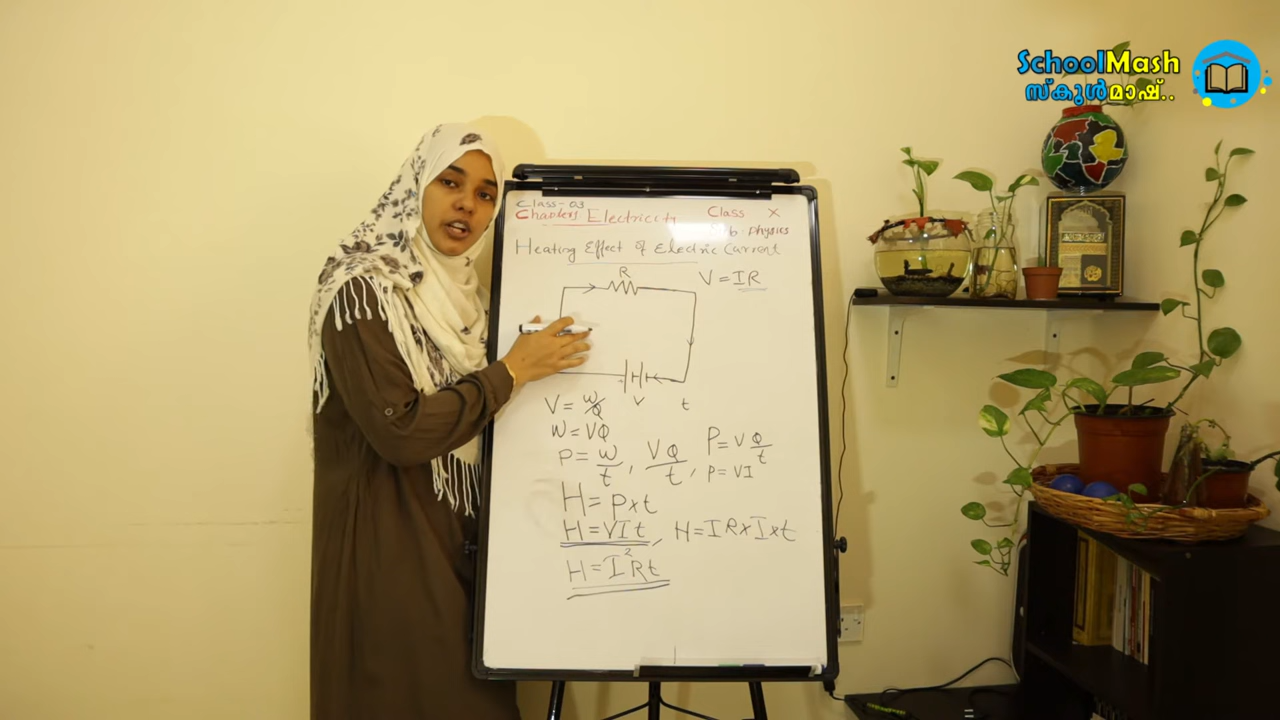 SchoolMash
സ്കൂൾമാഷ്..
Class-03
Chapter Electricity Class X
Sub: Physics
Heating Effect of Electric Current
R
V = IR
V t
V = W/Q
W = VQ
P = W/t, VQ/t, P = VQ/t
P = VI
H = P×t
H = VIt, H = IR×I×t
H = I²Rt